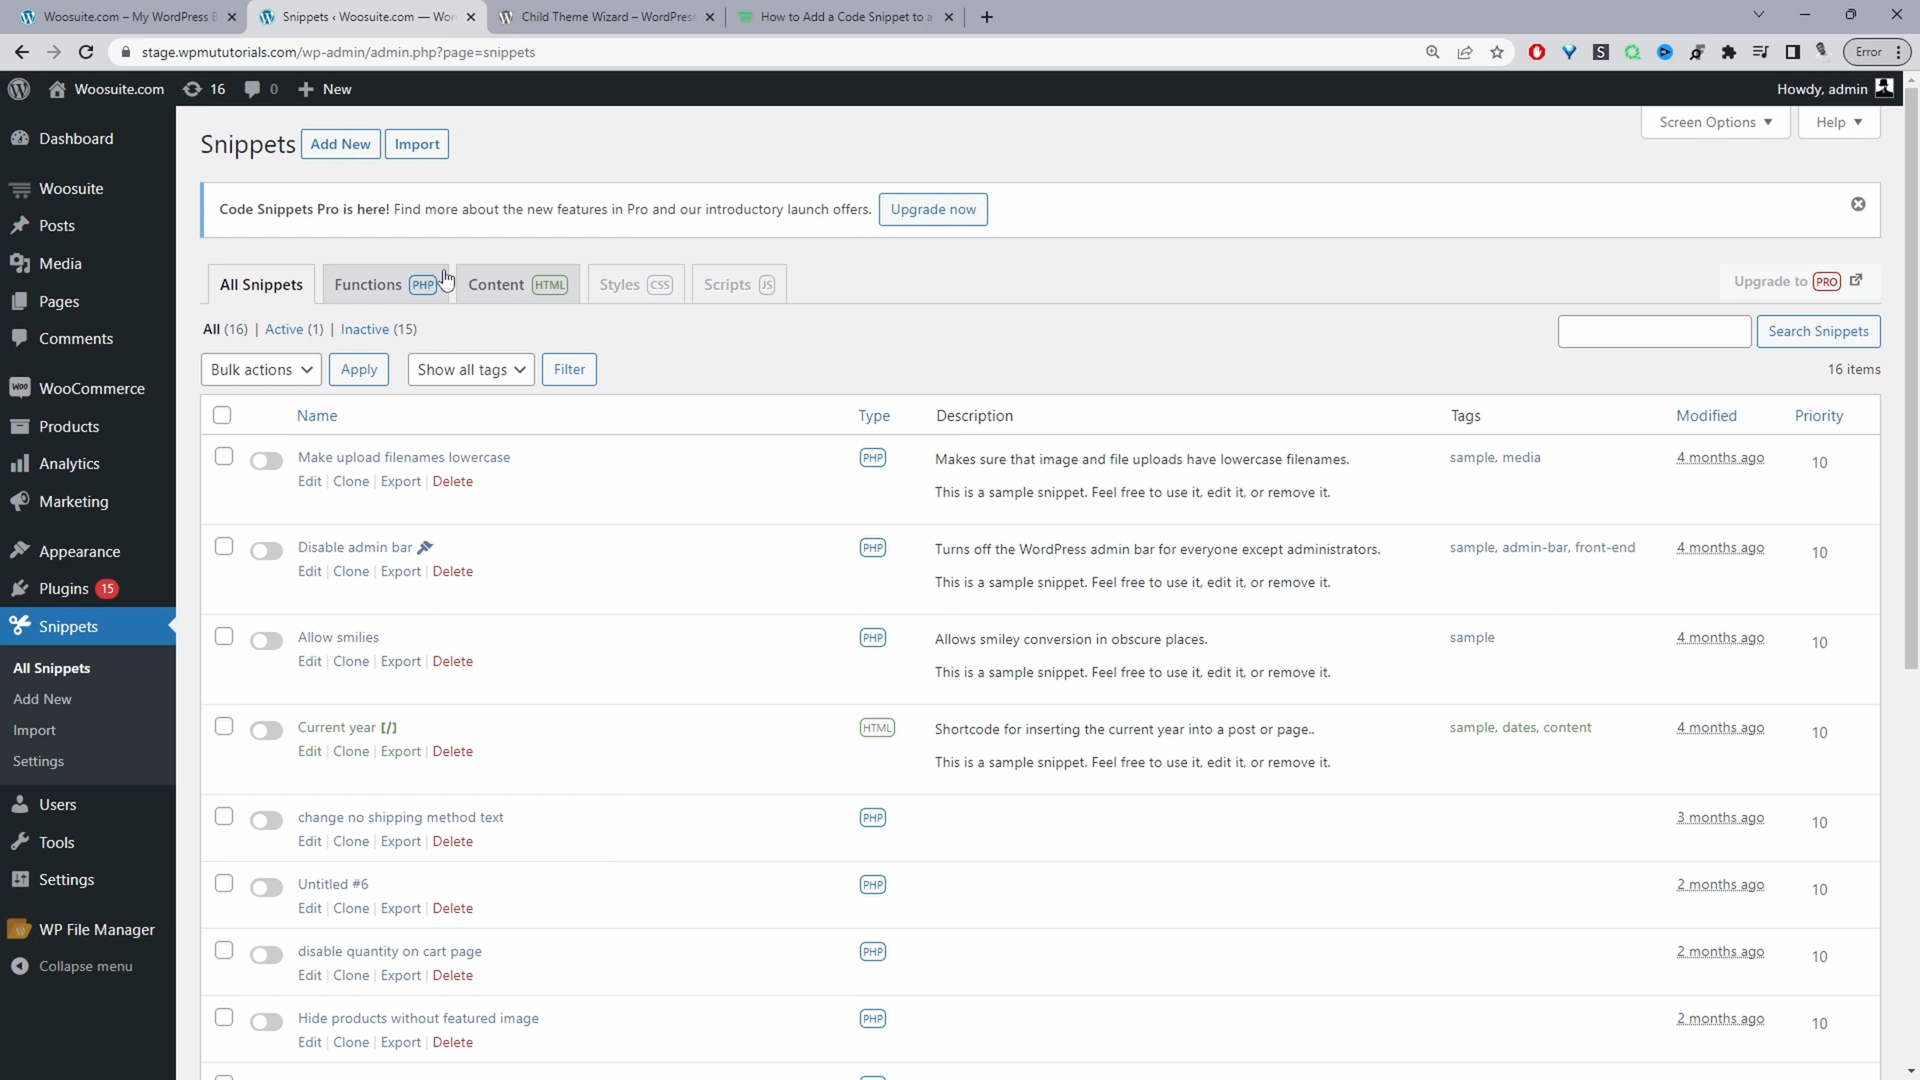 Woosuite.com – My WordPress B
Snippets ‹ Woosuite.com — Wor
Child Theme Wizard – WordPress
How to Add a Code Snippet to a
stage.wpmututorials.com/wp-admin/admin.php?page=snippets
Error
Woosuite.com
16
0
New
Howdy, admin
Dashboard
Woosuite
Posts
Media
Pages
Comments
WooCommerce
Products
Analytics
Marketing
Appearance
Plugins 15
Snippets
All Snippets
Add New
Import
Settings
Users
Tools
Settings
WP File Manager
Collapse menu
Screen Options
Help
Snippets Add New Import
Code Snippets Pro is here! Find more about the new features in Pro and our introductory launch offers. Upgrade now
All Snippets Functions PHP Content HTML Styles CSS Scripts JS Upgrade to PRO
All (16) | Active (1) | Inactive (15) Search Snippets
Bulk actions Apply Show all tags Filter 16 items
Name Type Description Tags Modified Priority
Make upload filenames lowercase PHP Makes sure that image and file uploads have lowercase filenames. sample, media 4 months ago 10
Edit | Clone | Export | Delete This is a sample snippet. Feel free to use it, edit it, or remove it.
Disable admin bar PHP Turns off the WordPress admin bar for everyone except administrators. sample, admin-bar, front-end 4 months ago 10
Edit | Clone | Export | Delete This is a sample snippet. Feel free to use it, edit it, or remove it.
Allow smilies PHP Allows smiley conversion in obscure places. sample 4 months ago 10
Edit | Clone | Export | Delete This is a sample snippet. Feel free to use it, edit it, or remove it.
Current year [/] HTML Shortcode for inserting the current year into a post or page.. sample, dates, content 4 months ago 10
Edit | Clone | Export | Delete This is a sample snippet. Feel free to use it, edit it, or remove it.
change no shipping method text PHP 3 months ago 10
Edit | Clone | Export | Delete
Untitled #6 PHP 2 months ago 10
Edit | Clone | Export | Delete
disable quantity on cart page PHP 2 months ago 10
Edit | Clone | Export | Delete
Hide products without featured image PHP 2 months ago 10
Edit | Clone | Export | Delete